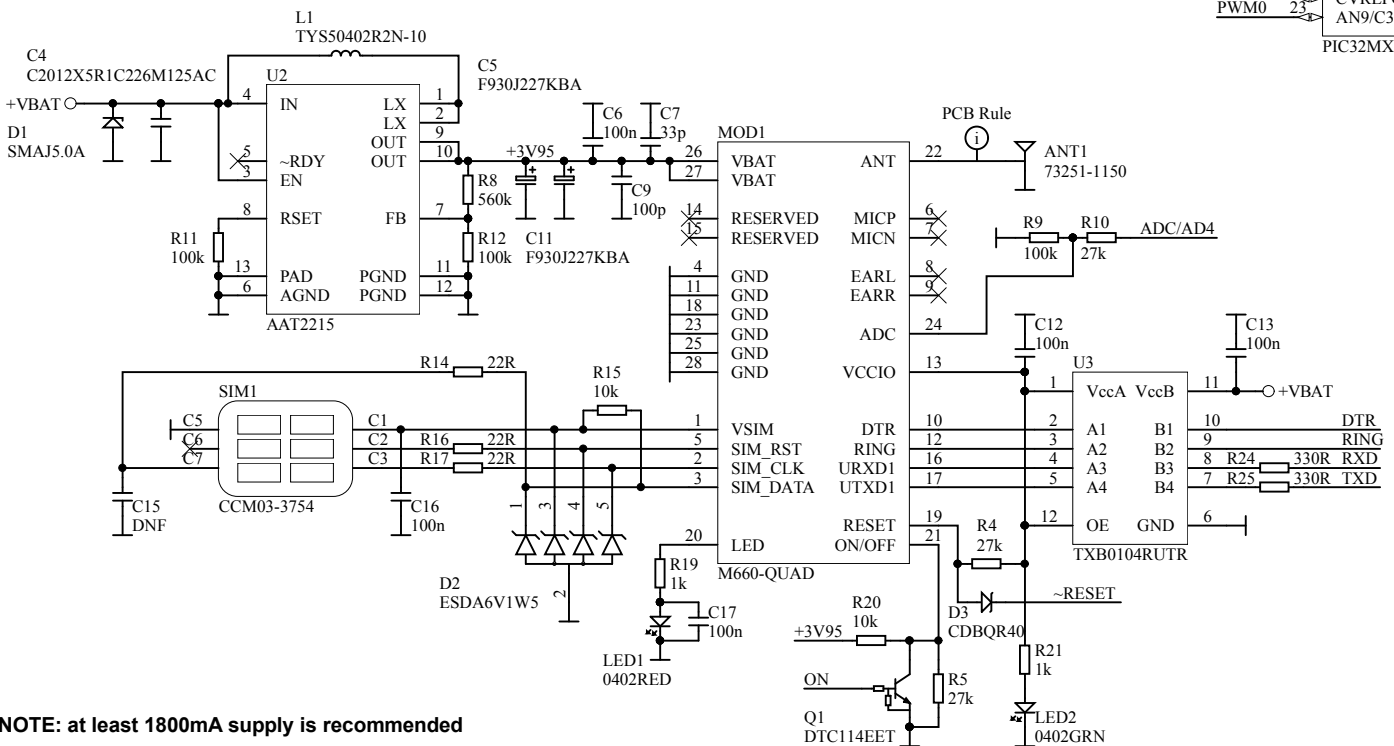 PWM0 23
AN9/C3
PIC32MX
L1
TYS50402R2N-10
C4
C2012X5R1C226M125AC
+VBAT
D1
SMAJ5.0A
U2
4 IN
5 ~RDY
3 EN
8 RSET
13 PAD
6 AGND
LX 1
LX 2
OUT 9
OUT 10
FB 7
PGND 11
PGND 12
AAT2215
R11
100k
C5
F930J227KBA
+3V95
R8
560k
R12
100k
C11
F930J227KBA
C6
100n
C7
33p
C9
100p
MOD1
26 VBAT
27 VBAT
14 RESERVED
15 RESERVED
4 GND
11 GND
18 GND
23 GND
25 GND
28 GND
1 VSIM
5 SIM_RST
2 SIM_CLK
3 SIM_DATA
20 LED
ANT 22
MICP 6
MICN 7
EARL 8
EARR 9
ADC 24
VCCIO 13
DTR 10
RING 12
URXD1 16
UTXD1 17
RESET 19
ON/OFF 21
M660-QUAD
PCB Rule
i
ANT1
73251-1150
R9
100k
R10
27k
ADC/AD4
C12
100n
C13
100n
U3
1 VccA VccB 11
+VBAT
2 A1 B1 10 DTR
3 A2 B2 9 RING
4 A3 B3 8 R24 330R RXD
5 A4 B4 7 R25 330R TXD
12 OE GND 6
TXB0104RUTR
R14 22R
R15
10k
SIM1
C5
C6
C7
C1
C2
C3
R16 22R
R17 22R
CCM03-3754
C15
DNF
C16
100n
1 3 4 5
2
D2
ESDA6V1W5
R19
1k
C17
100n
LED1
0402RED
R4
27k
D3
CDBQR40
~RESET
+3V95
R20
10k
ON
Q1
DTC114EET
R5
27k
R21
1k
LED2
0402GRN
NOTE: at least 1800mA supply is recommended